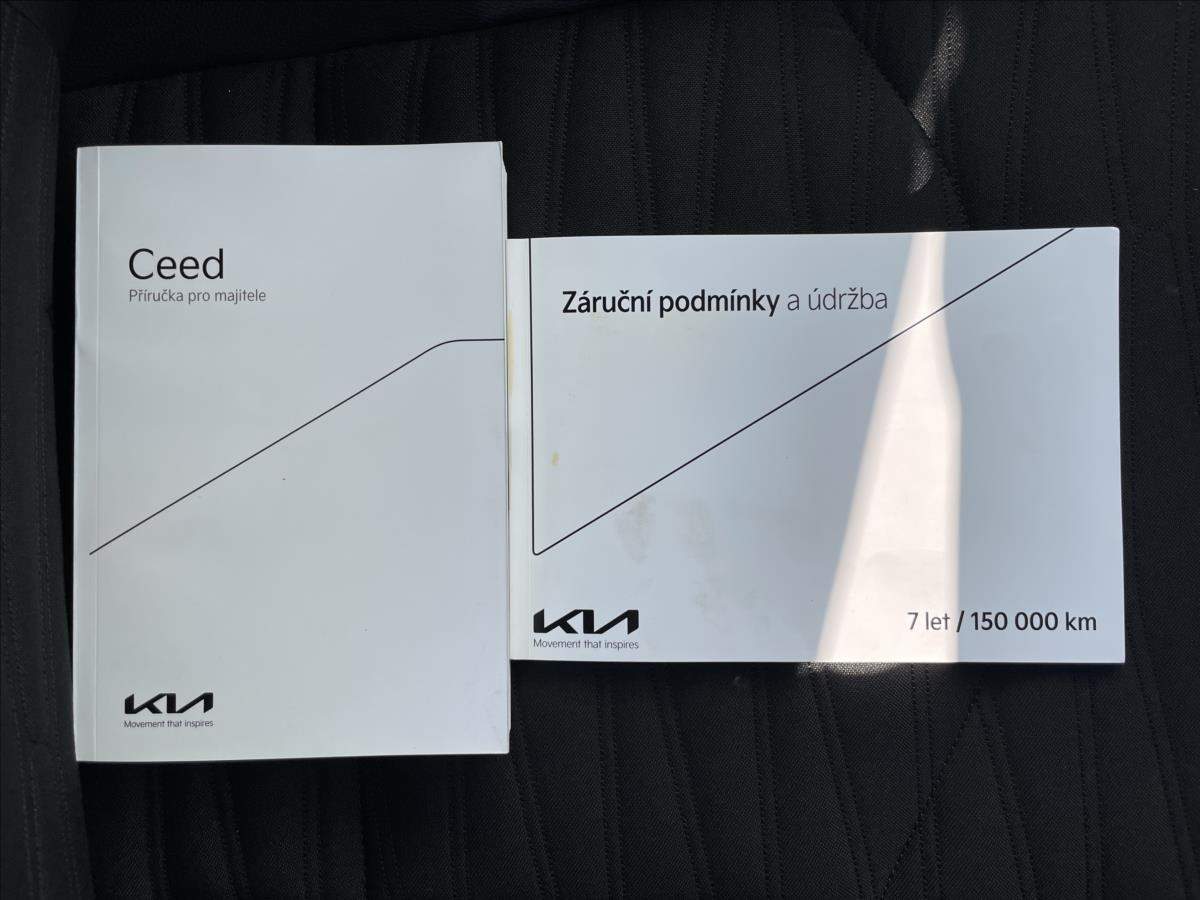 Ceed
Příručka pro majitele
KIA
Movement that inspires
Záruční podmínky a údržba
KIA
Movement that inspires
7 let / 150 000 km